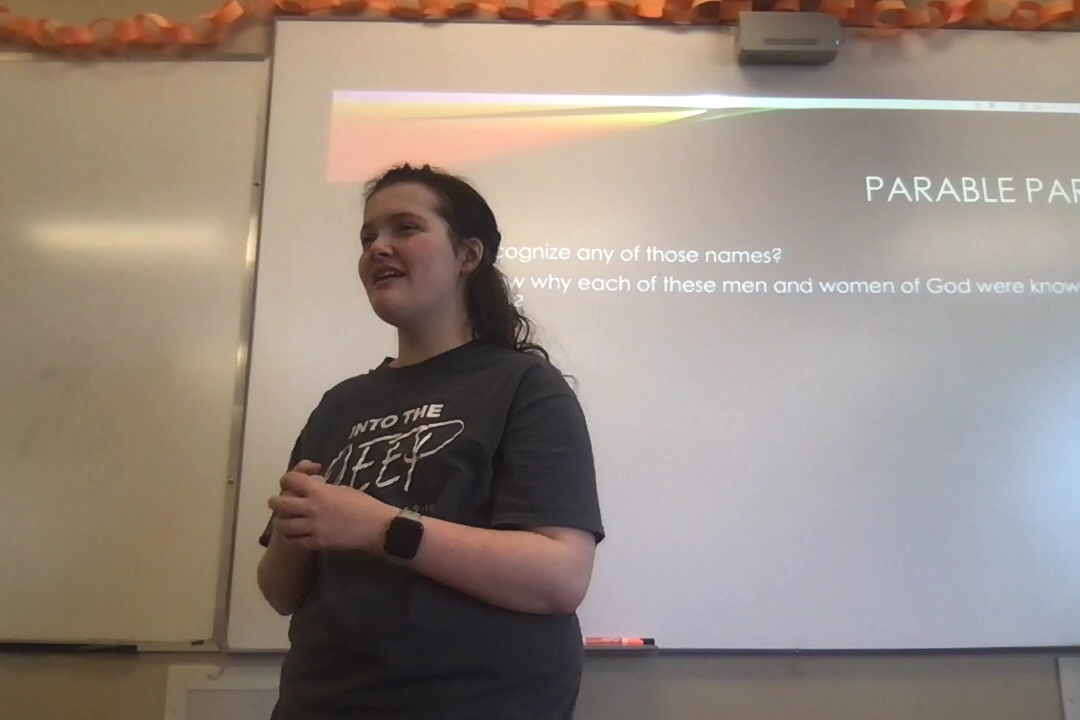 PARABLE PAR
cognize any of those names?
ow why each of these men and women of God were know
?
INTO THE
DEEP